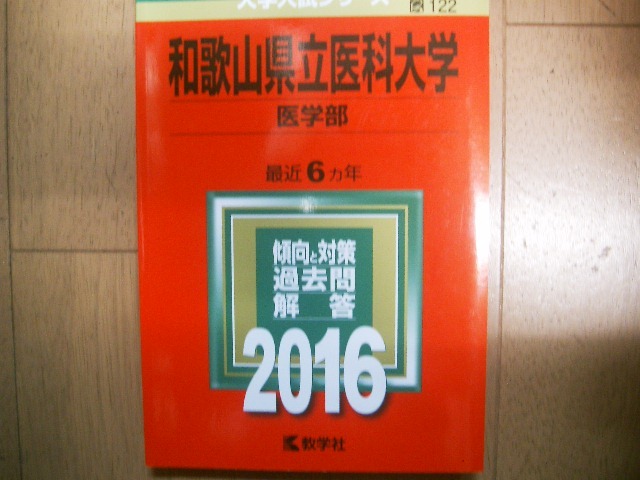 大学入試シリーズ
122
和歌山県立医科大学
医学部
最近6ヵ年
傾向と対策
過去問
解答
2016
教学社